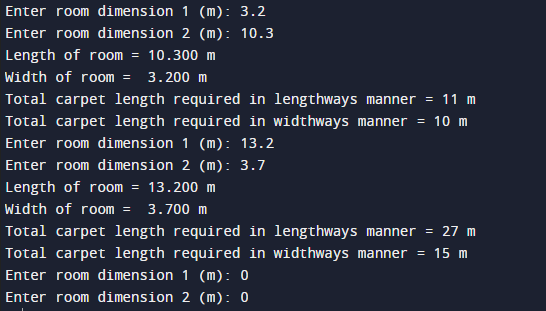 Enter room dimension 1 (m): 3.2
Enter room dimension 2 (m): 10.3
Length of room = 10.300 m
Width of room =  3.200 m
Total carpet length required in lengthways manner = 11 m
Total carpet length required in widthways manner = 10 m
Enter room dimension 1 (m): 13.2
Enter room dimension 2 (m): 3.7
Length of room = 13.200 m
Width of room =  3.700 m
Total carpet length required in lengthways manner = 27 m
Total carpet length required in widthways manner = 15 m
Enter room dimension 1 (m): 0
Enter room dimension 2 (m): 0